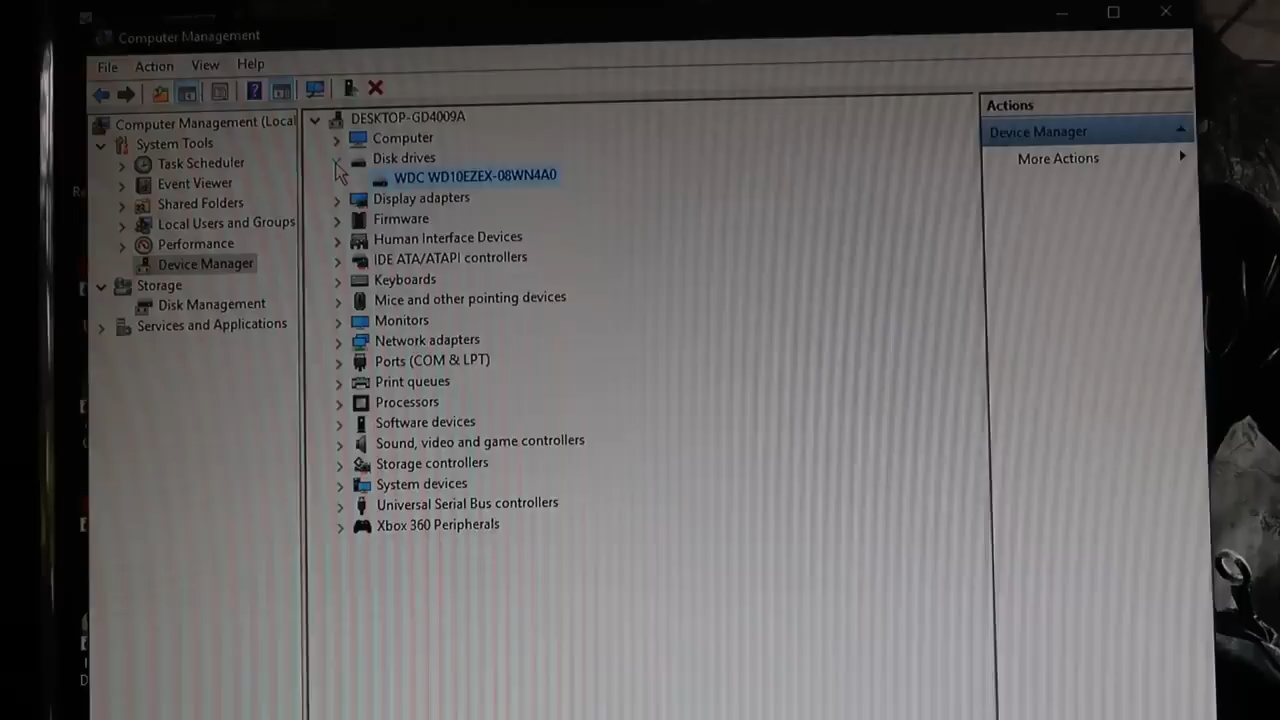 Computer Management
File Action View Help
Computer Management (Local
System Tools
Task Scheduler
Event Viewer
Shared Folders
Local Users and Groups
Performance
Device Manager
Storage
Disk Management
Services and Applications
DESKTOP-GD4009A
Computer
Disk drives
WDC WD10EZEX-08WN4A0
Display adapters
Firmware
Human Interface Devices
IDE ATA/ATAPI controllers
Keyboards
Mice and other pointing devices
Monitors
Network adapters
Ports (COM & LPT)
Print queues
Processors
Software devices
Sound, video and game controllers
Storage controllers
System devices
Universal Serial Bus controllers
Xbox 360 Peripherals
Actions
Device Manager
More Actions